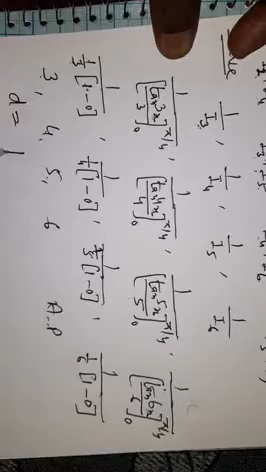 1/I₃ , 1/I₄ , 1/I₅ , 1/I₆
1/[tan³x/3]₀^π/4 , 1/[tan⁴x/4]₀^π/4 , 1/[tan⁵x/5]₀^π/4 , 1/[tan⁶x/6]₀^π/4
1/(1/3[1-0]) , 1/(1/4[1-0]) , 1/(1/5[1-0]) , 1/(1/6[1-0])
3, 4, 5, 6 A.P
d = 1